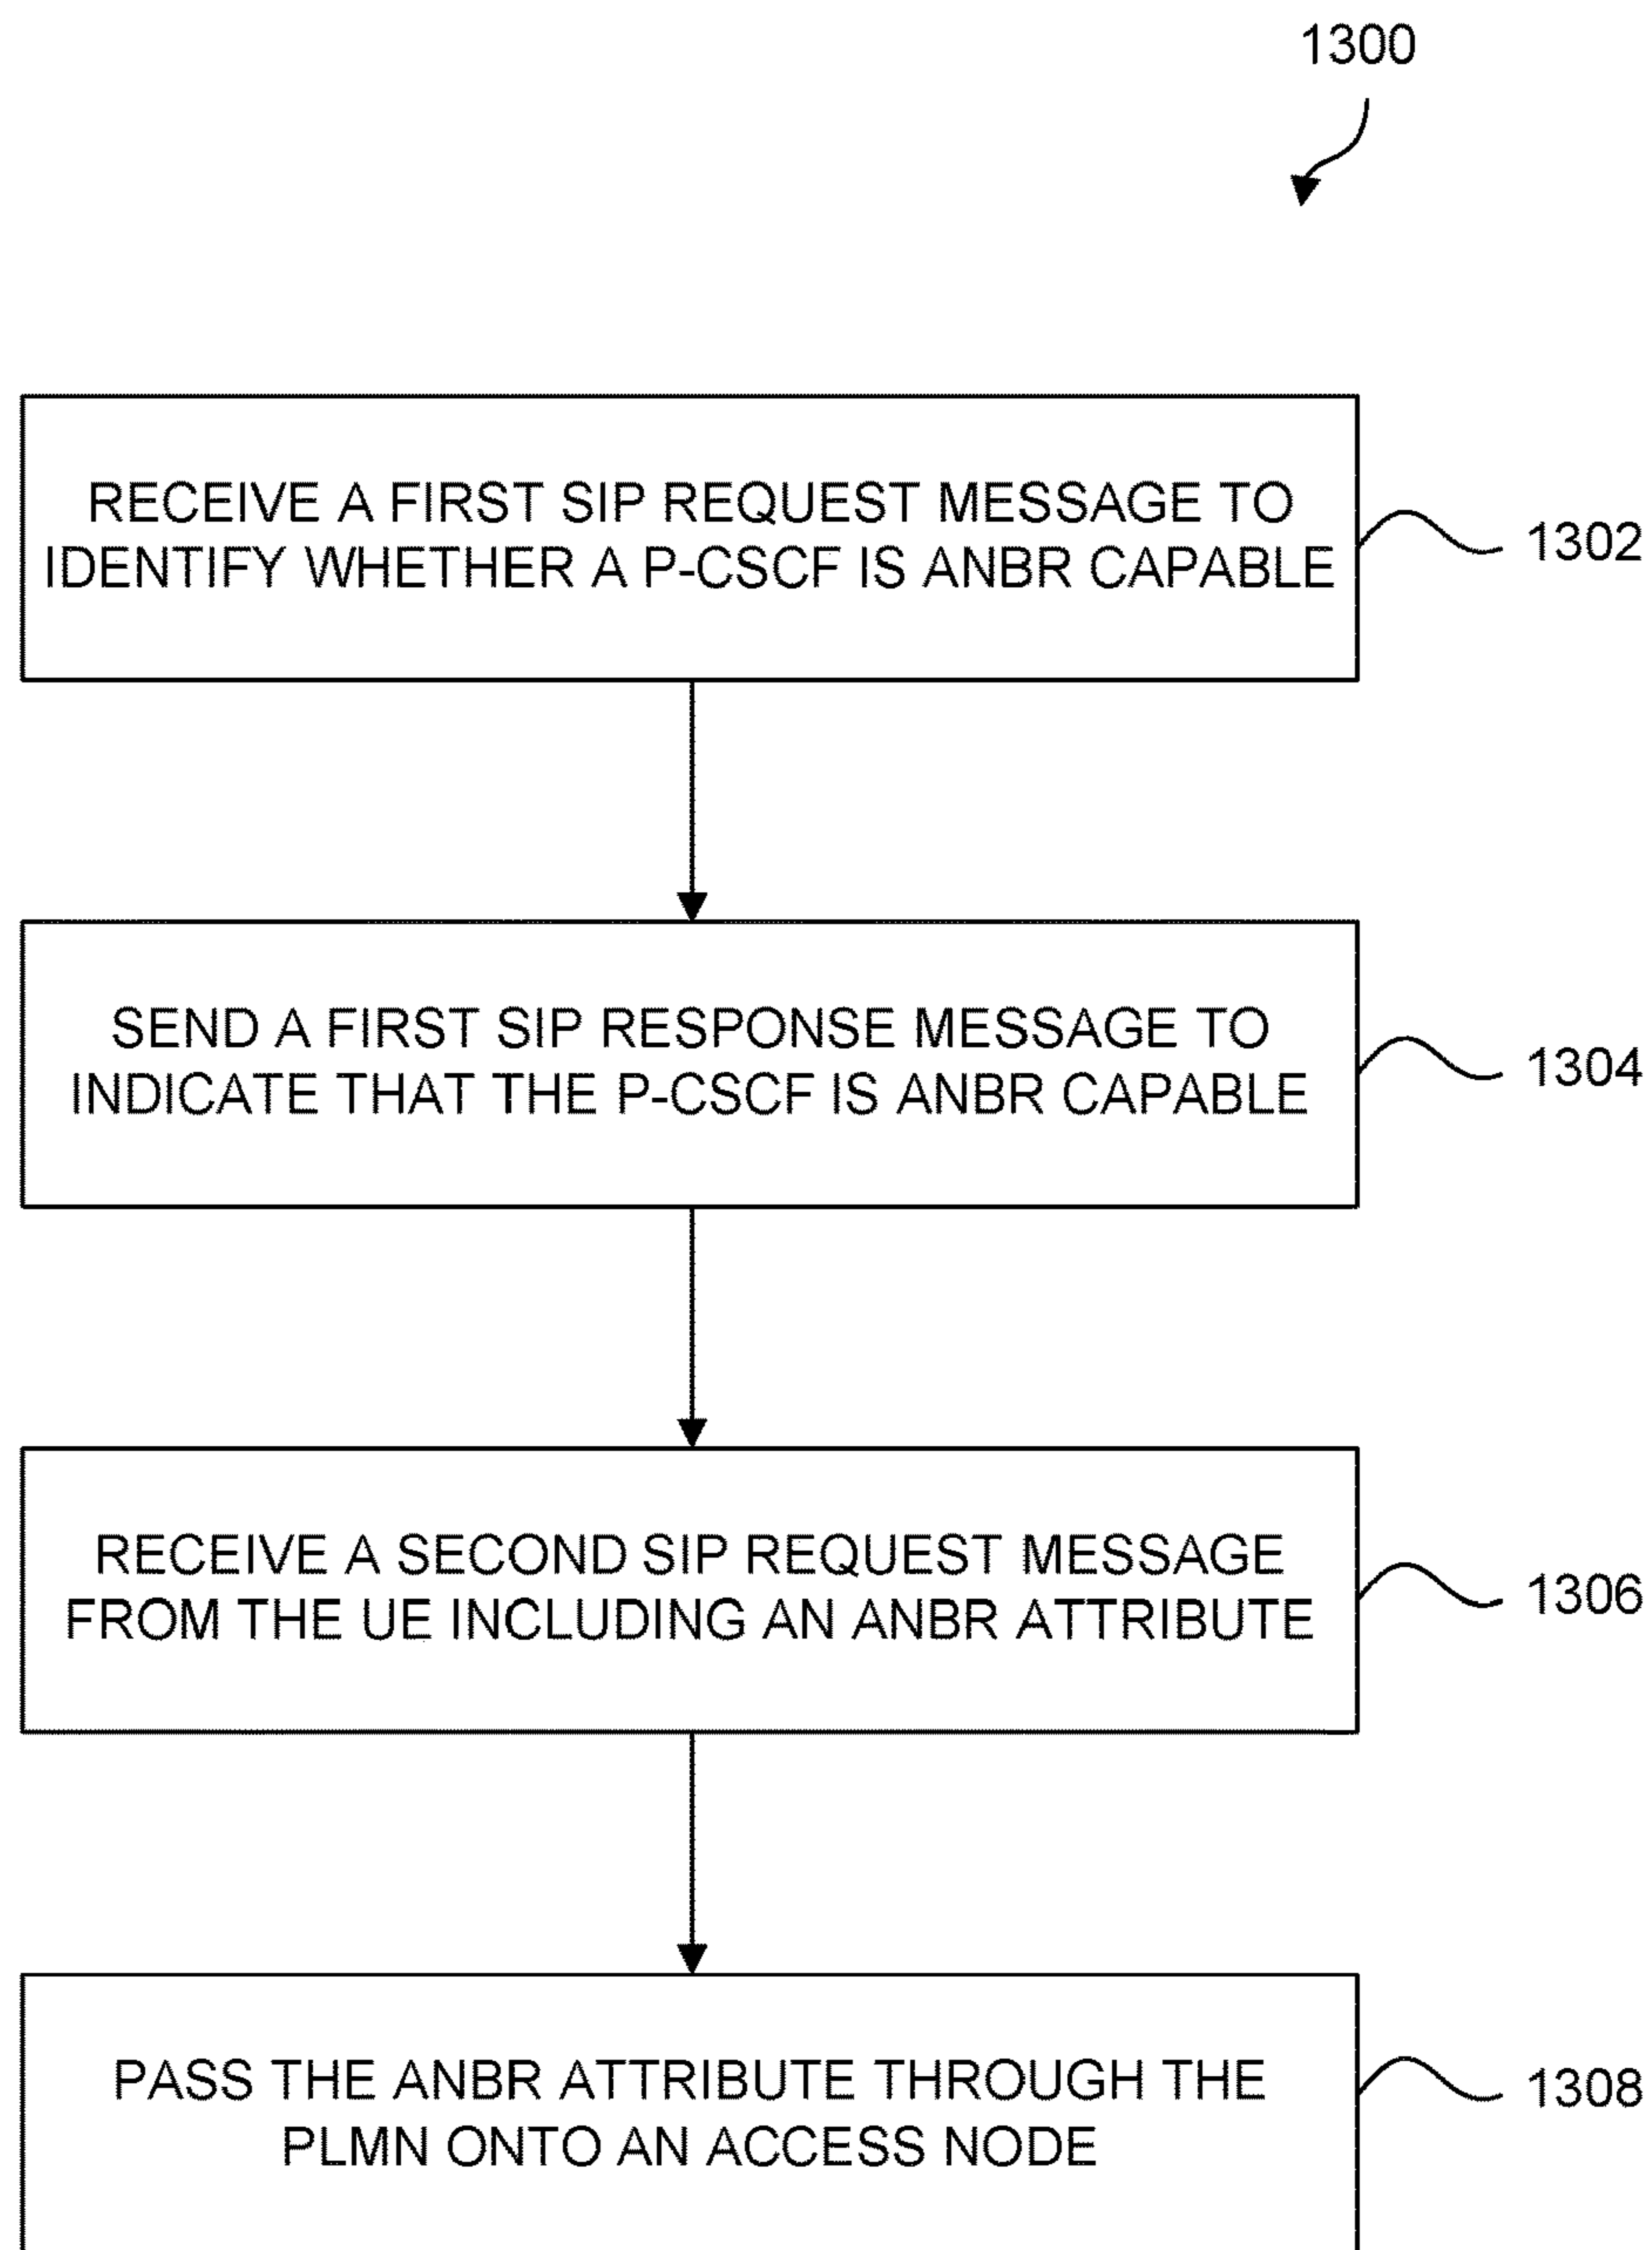 1300
RECEIVE A FIRST SIP REQUEST MESSAGE TO
IDENTIFY WHETHER A P-CSCF IS ANBR CAPABLE
1302
SEND A FIRST SIP RESPONSE MESSAGE TO
INDICATE THAT THE P-CSCF IS ANBR CAPABLE
1304
RECEIVE A SECOND SIP REQUEST MESSAGE
FROM THE UE INCLUDING AN ANBR ATTRIBUTE
1306
PASS THE ANBR ATTRIBUTE THROUGH THE
PLMN ONTO AN ACCESS NODE
1308